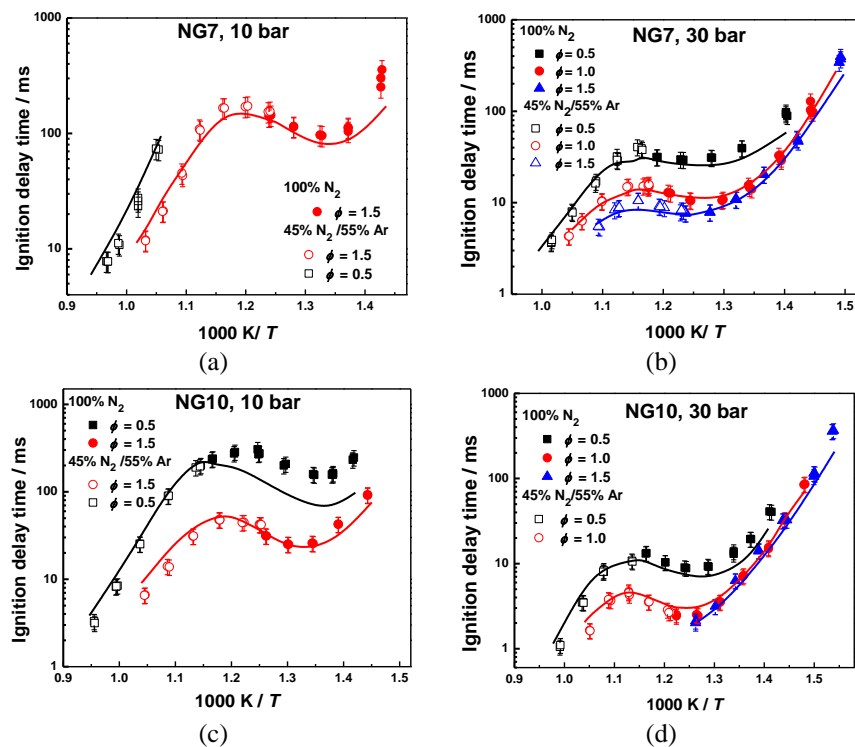 NG7, 10 bar
Ignition delay time / ms
1000
100
10
100% N2
ϕ = 1.5
45% N2 /55% Ar
ϕ = 1.5
ϕ = 0.5
0.9 1.0 1.1 1.2 1.3 1.4
1000 K/ T
(a)
NG7, 30 bar
Ignition delay time / ms
1000
100
10
1
100% N2
ϕ = 0.5
ϕ = 1.0
ϕ = 1.5
45% N2/55% Ar
ϕ = 0.5
ϕ = 1.0
ϕ = 1.5
1.0 1.1 1.2 1.3 1.4 1.5
1000 K/ T
(b)
NG10, 10 bar
Ignition delay time / ms
1000
100
10
1
100% N2
ϕ = 0.5
ϕ = 1.5
45% N2/55% Ar
ϕ = 1.5
ϕ = 0.5
0.9 1.0 1.1 1.2 1.3 1.4 1.5
1000 K/ T
(c)
NG10, 30 bar
Ignition delay time / ms
1000
100
10
1
100% N2
ϕ = 0.5
ϕ = 1.0
ϕ = 1.5
45% N2/55% Ar
ϕ = 0.5
ϕ = 1.0
0.9 1.0 1.1 1.2 1.3 1.4 1.5
1000 K/ T
(d)